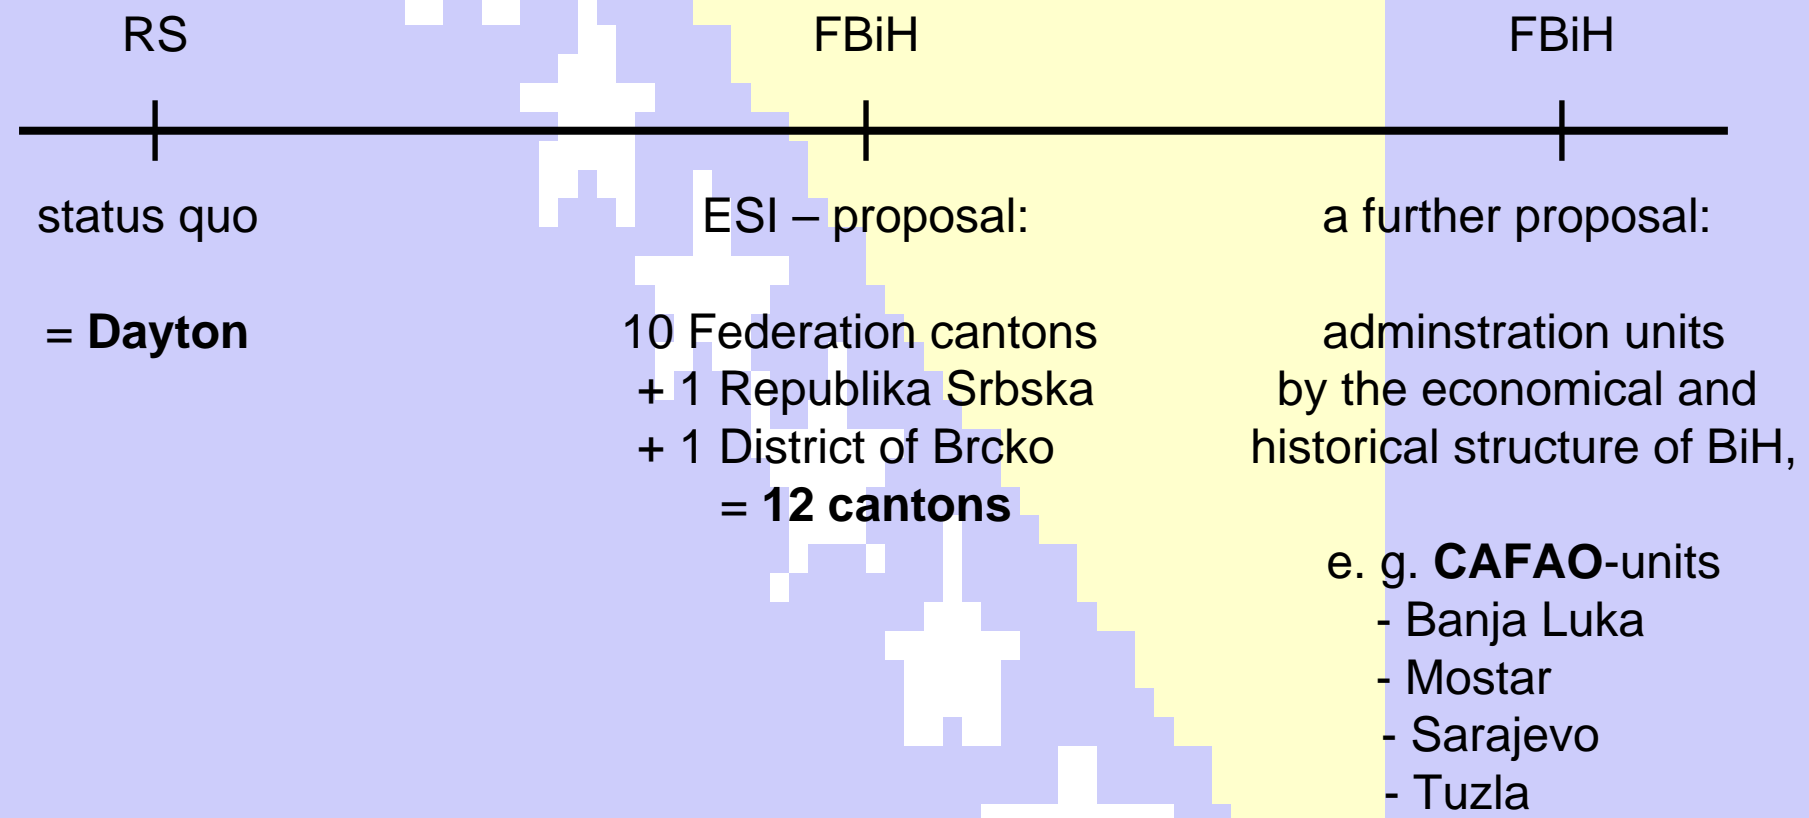 RS
status quo
= Dayton
FBiH
ESI – proposal:
10 Federation cantons
+ 1 Republika Srbska
+ 1 District of Brcko
= 12 cantons
FBiH
a further proposal:
adminstration units
by the economical and
historical structure of BiH,
e. g. CAFAO-units
- Banja Luka
- Mostar
- Sarajevo
- Tuzla